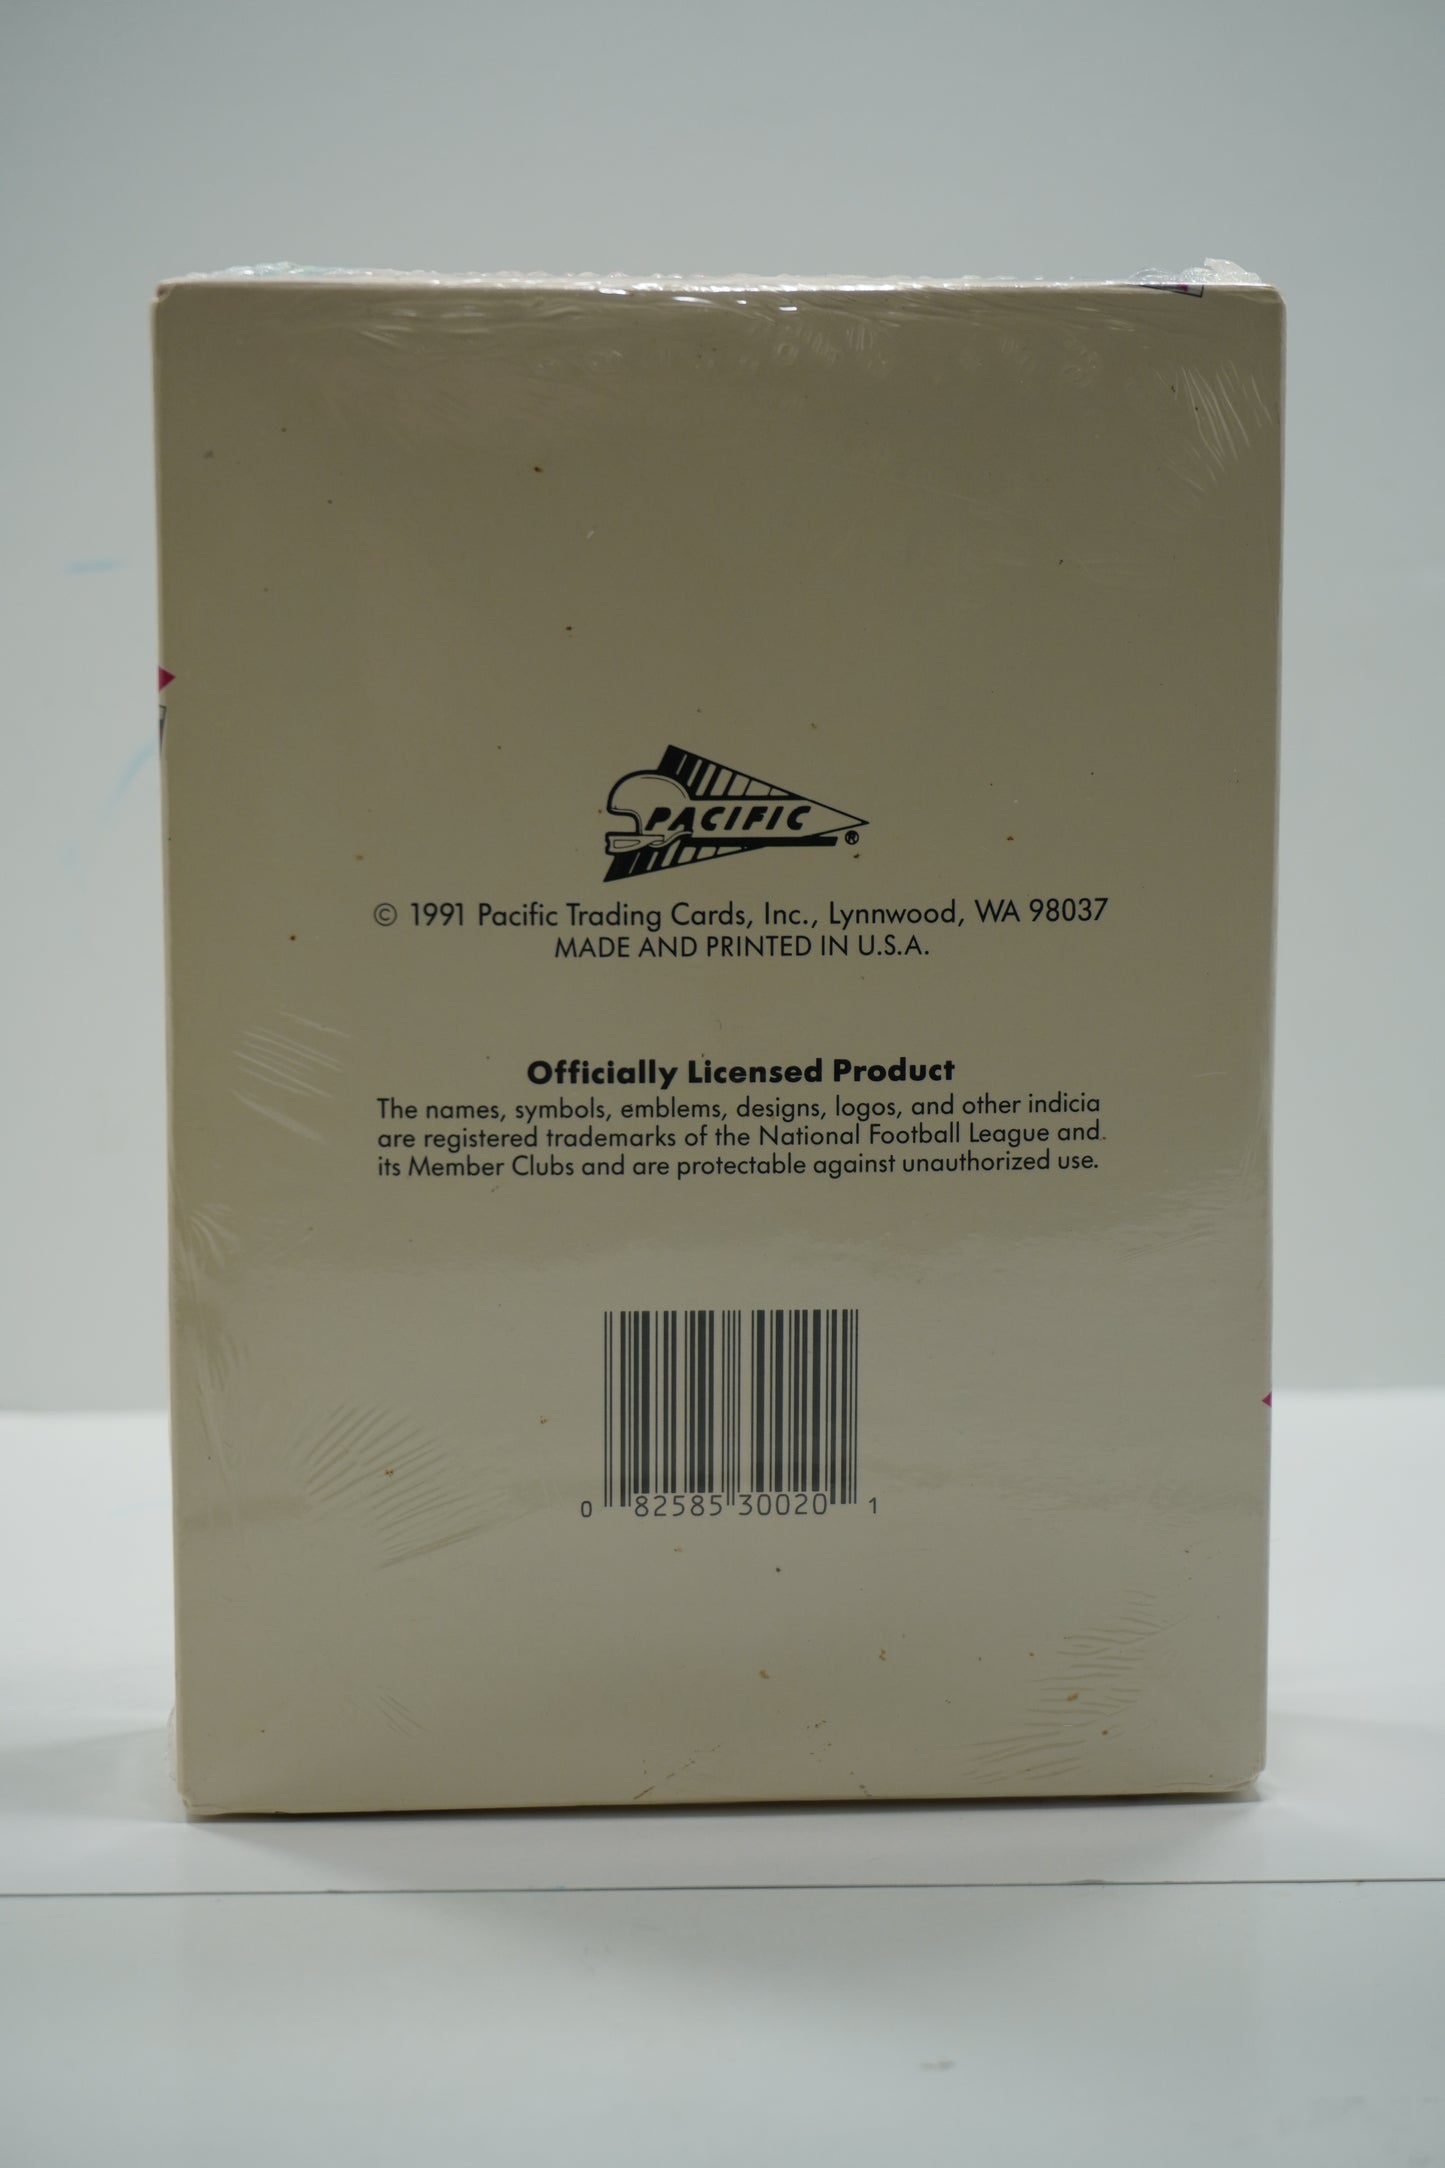 PACIFIC ®
© 1991 Pacific Trading Cards, Inc., Lynnwood, WA 98037
MADE AND PRINTED IN U.S.A.
Officially Licensed Product
The names, symbols, emblems, designs, logos, and other indicia
are registered trademarks of the National Football League and
its Member Clubs and are protectable against unauthorized use.
0 82585 30020 1